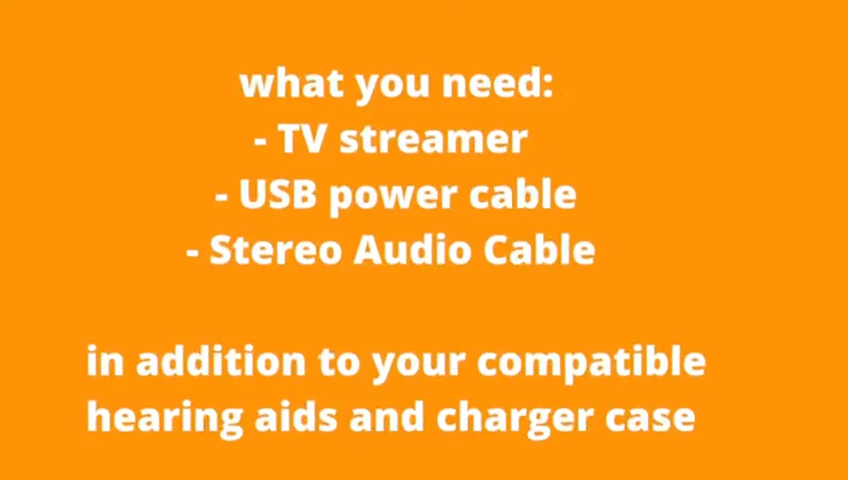 what you need:
- TV streamer
- USB power cable
- Stereo Audio Cable
in addition to your compatible
hearing aids and charger case